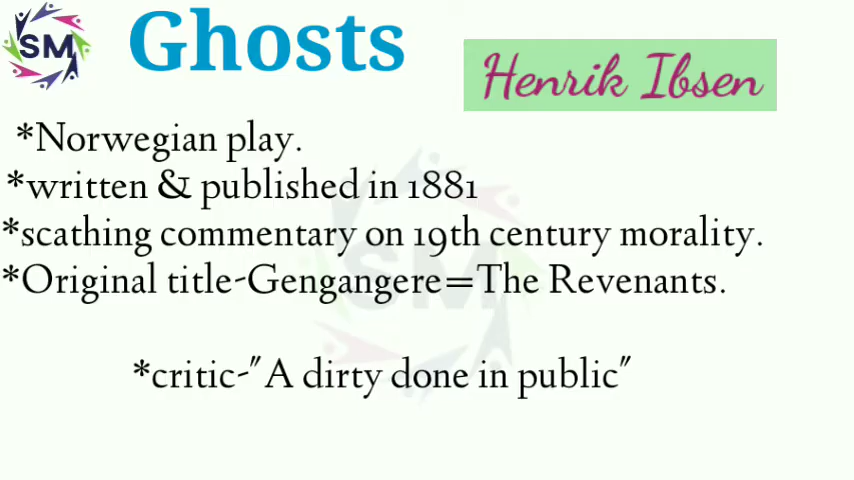 SM
Ghosts
Henrik Ibsen
*Norwegian play.
*written & published in 1881
*scathing commentary on 19th century morality.
*Original title-Gengangere=The Revenants.
SM
*critic-"A dirty done in public"